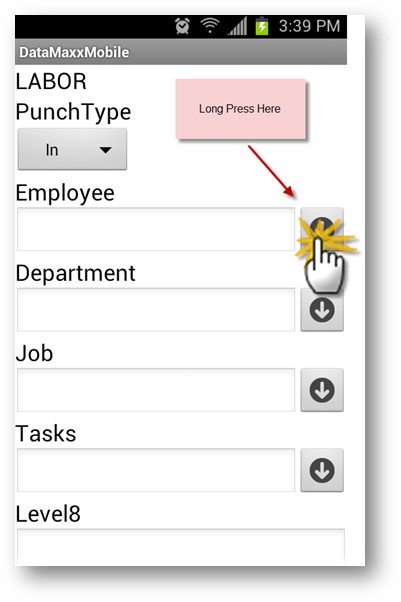 3:39 PM
DataMaxxMobile
LABOR
PunchType
Long Press Here
In
Employee
Department
Job
Tasks
Level8